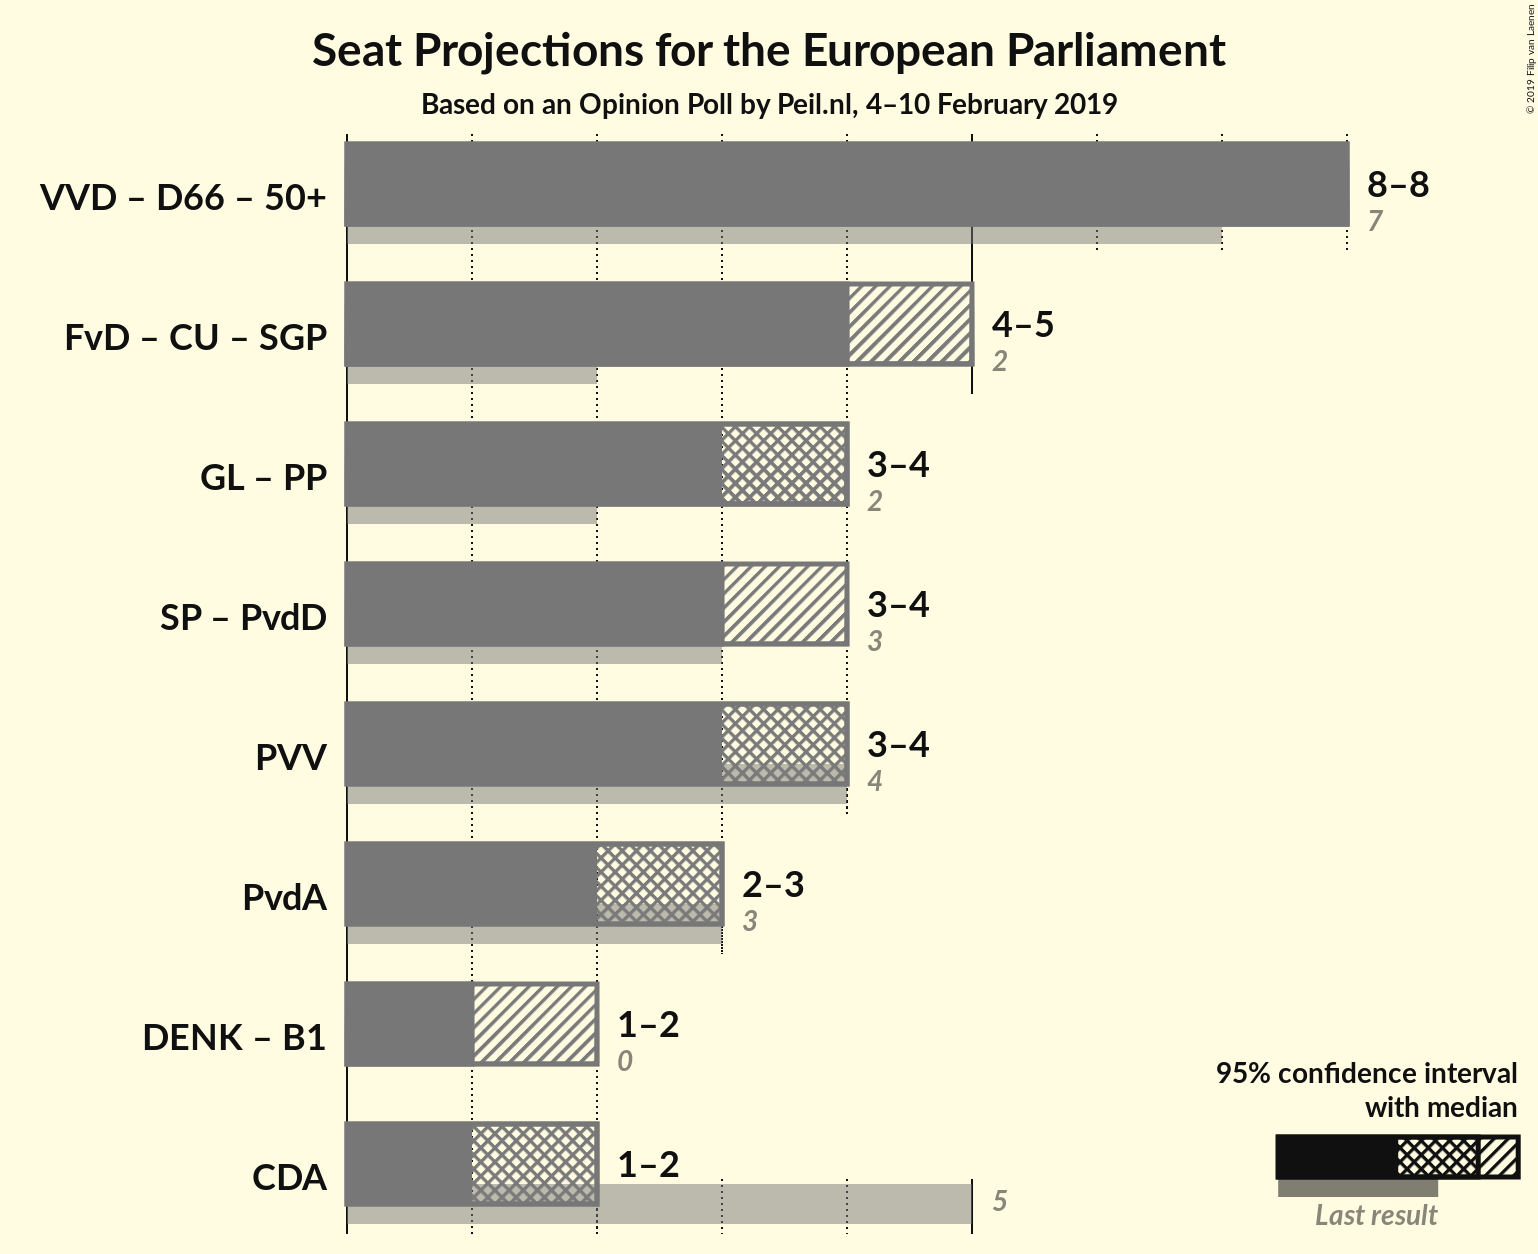 Seat Projections for the European Parliament
Based on an Opinion Poll by Peil.nl, 4–10 February 2019
© 2019 Filip van Laenen
VVD – D66 – 50+
8–8
7
FvD – CU – SGP
4–5
2
GL – PP
3–4
2
SP – PvdD
3–4
3
PVV
3–4
4
PvdA
2–3
3
DENK – B1
1–2
0
CDA
1–2
5
95% confidence interval
with median
Last result